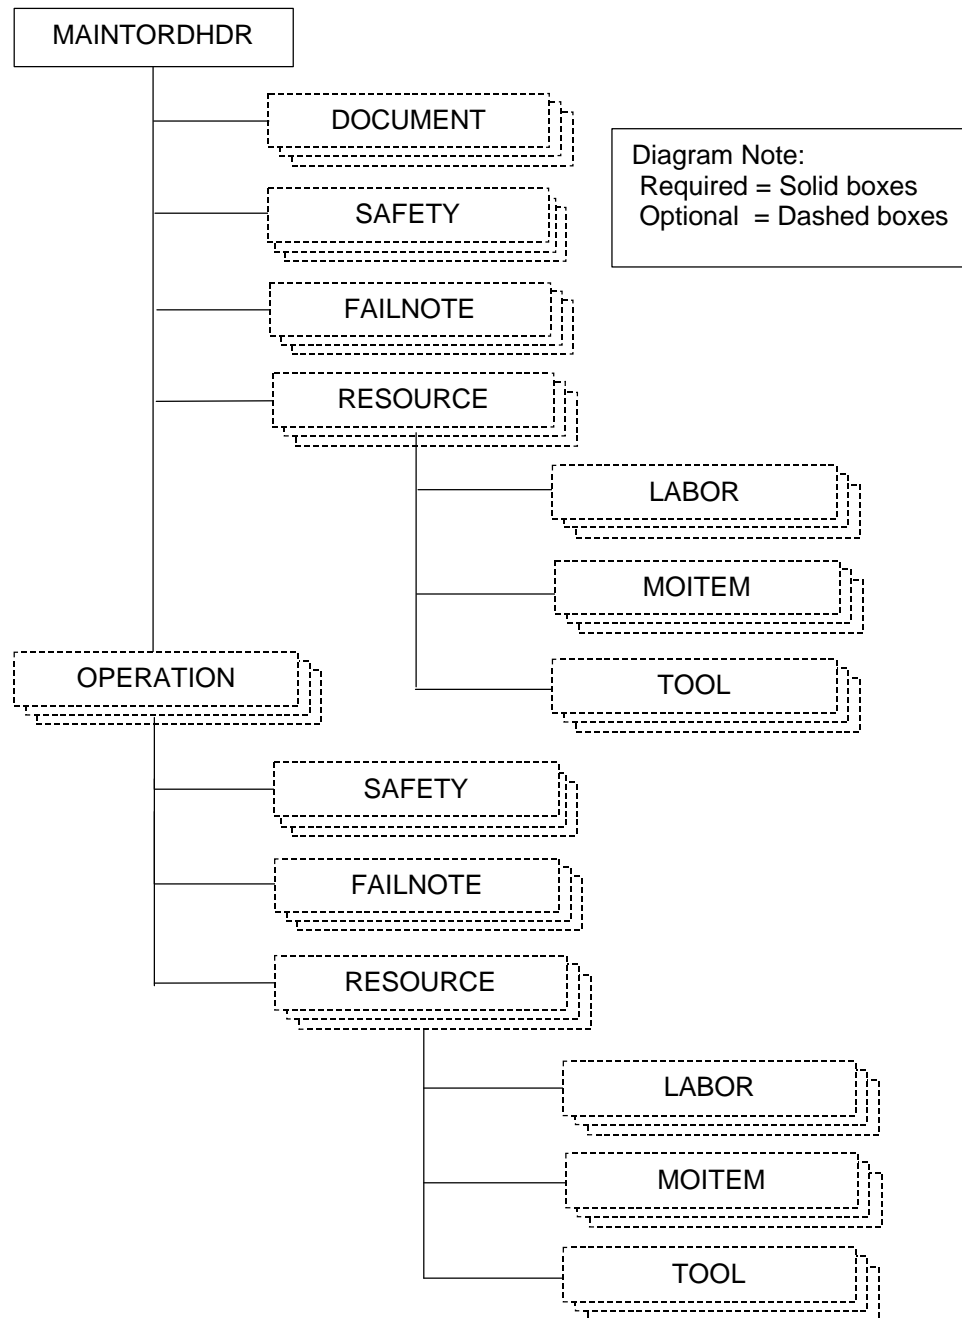 MAINTORDHDR
DOCUMENT
Diagram Note:
Required = Solid boxes
Optional = Dashed boxes
SAFETY
FAILNOTE
RESOURCE
LABOR
MOITEM
OPERATION
TOOL
SAFETY
FAILNOTE
RESOURCE
LABOR
MOITEM
TOOL